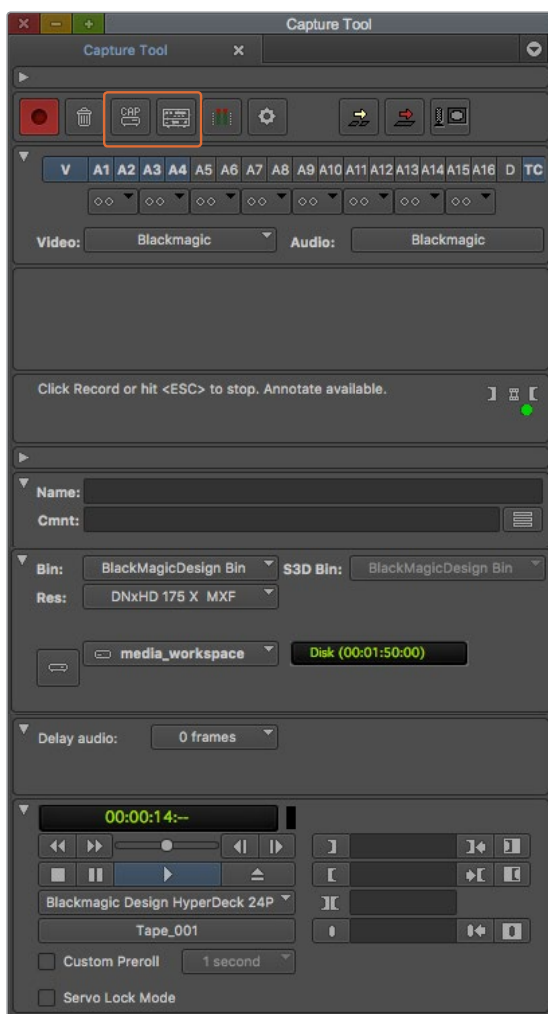 Capture Tool
Capture Tool
CAP
V A1 A2 A3 A4 A5 A6 A7 A8 A9 A10 A11 A12 A13 A14 A15 A16 D TC
Video: Blackmagic Audio: Blackmagic
Click Record or hit <ESC> to stop. Annotate available.
Name:
Cmnt:
Bin: BlackMagicDesign Bin S3D Bin: BlackMagicDesign Bin
Res: DNxHD 175 X MXF
media_workspace Disk (00:01:50:00)
Delay audio: 0 frames
00:00:14:--
Blackmagic Design HyperDeck 24P
Tape_001
Custom Preroll 1 second
Servo Lock Mode